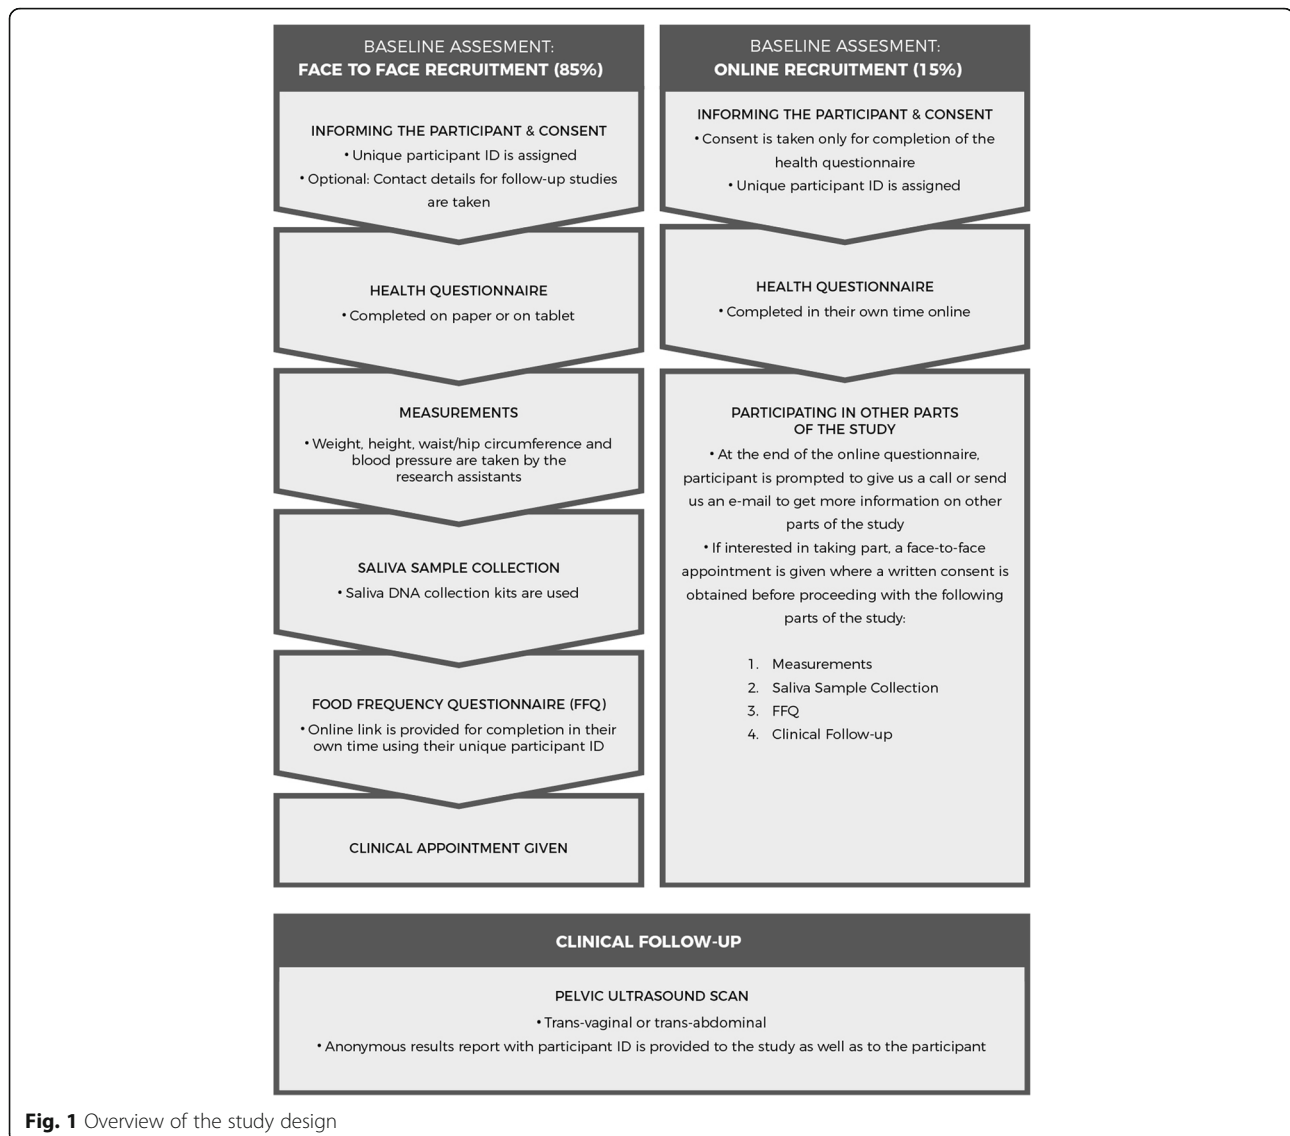 BASELINE ASSESMENT:
FACE TO FACE RECRUITMENT (85%)
INFORMING THE PARTICIPANT & CONSENT
• Unique participant ID is assigned
• Optional: Contact details for follow-up studies
are taken
HEALTH QUESTIONNAIRE
• Completed on paper or on tablet
MEASUREMENTS
• Weight, height, waist/hip circumference and
blood pressure are taken by the
research assistants
SALIVA SAMPLE COLLECTION
• Saliva DNA collection kits are used
FOOD FREQUENCY QUESTIONNAIRE (FFQ)
• Online link is provided for completion in their
own time using their unique participant ID
CLINICAL APPOINTMENT GIVEN
BASELINE ASSESMENT:
ONLINE RECRUITMENT (15%)
INFORMING THE PARTICIPANT & CONSENT
• Consent is taken only for completion of the
health questionnaire
• Unique participant ID is assigned
HEALTH QUESTIONNAIRE
• Completed in their own time online
PARTICIPATING IN OTHER PARTS
OF THE STUDY
• At the end of the online questionnaire,
participant is prompted to give us a call or send
us an e-mail to get more information on other
parts of the study
• If interested in taking part, a face-to-face
appointment is given where a written consent is
obtained before proceeding with the following
parts of the study:
1. Measurements
2. Saliva Sample Collection
3. FFQ
4. Clinical Follow-up
CLINICAL FOLLOW-UP
PELVIC ULTRASOUND SCAN
• Trans-vaginal or trans-abdominal
• Anonymous results report with participant ID is provided to the study as well as to the participant
Fig. 1 Overview of the study design